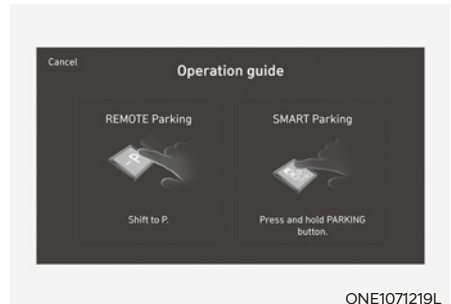 Cancel
Operation guide
REMOTE Parking
SMART Parking
P
Shift to P.
Press and hold PARKING
button.
ONE1071219L